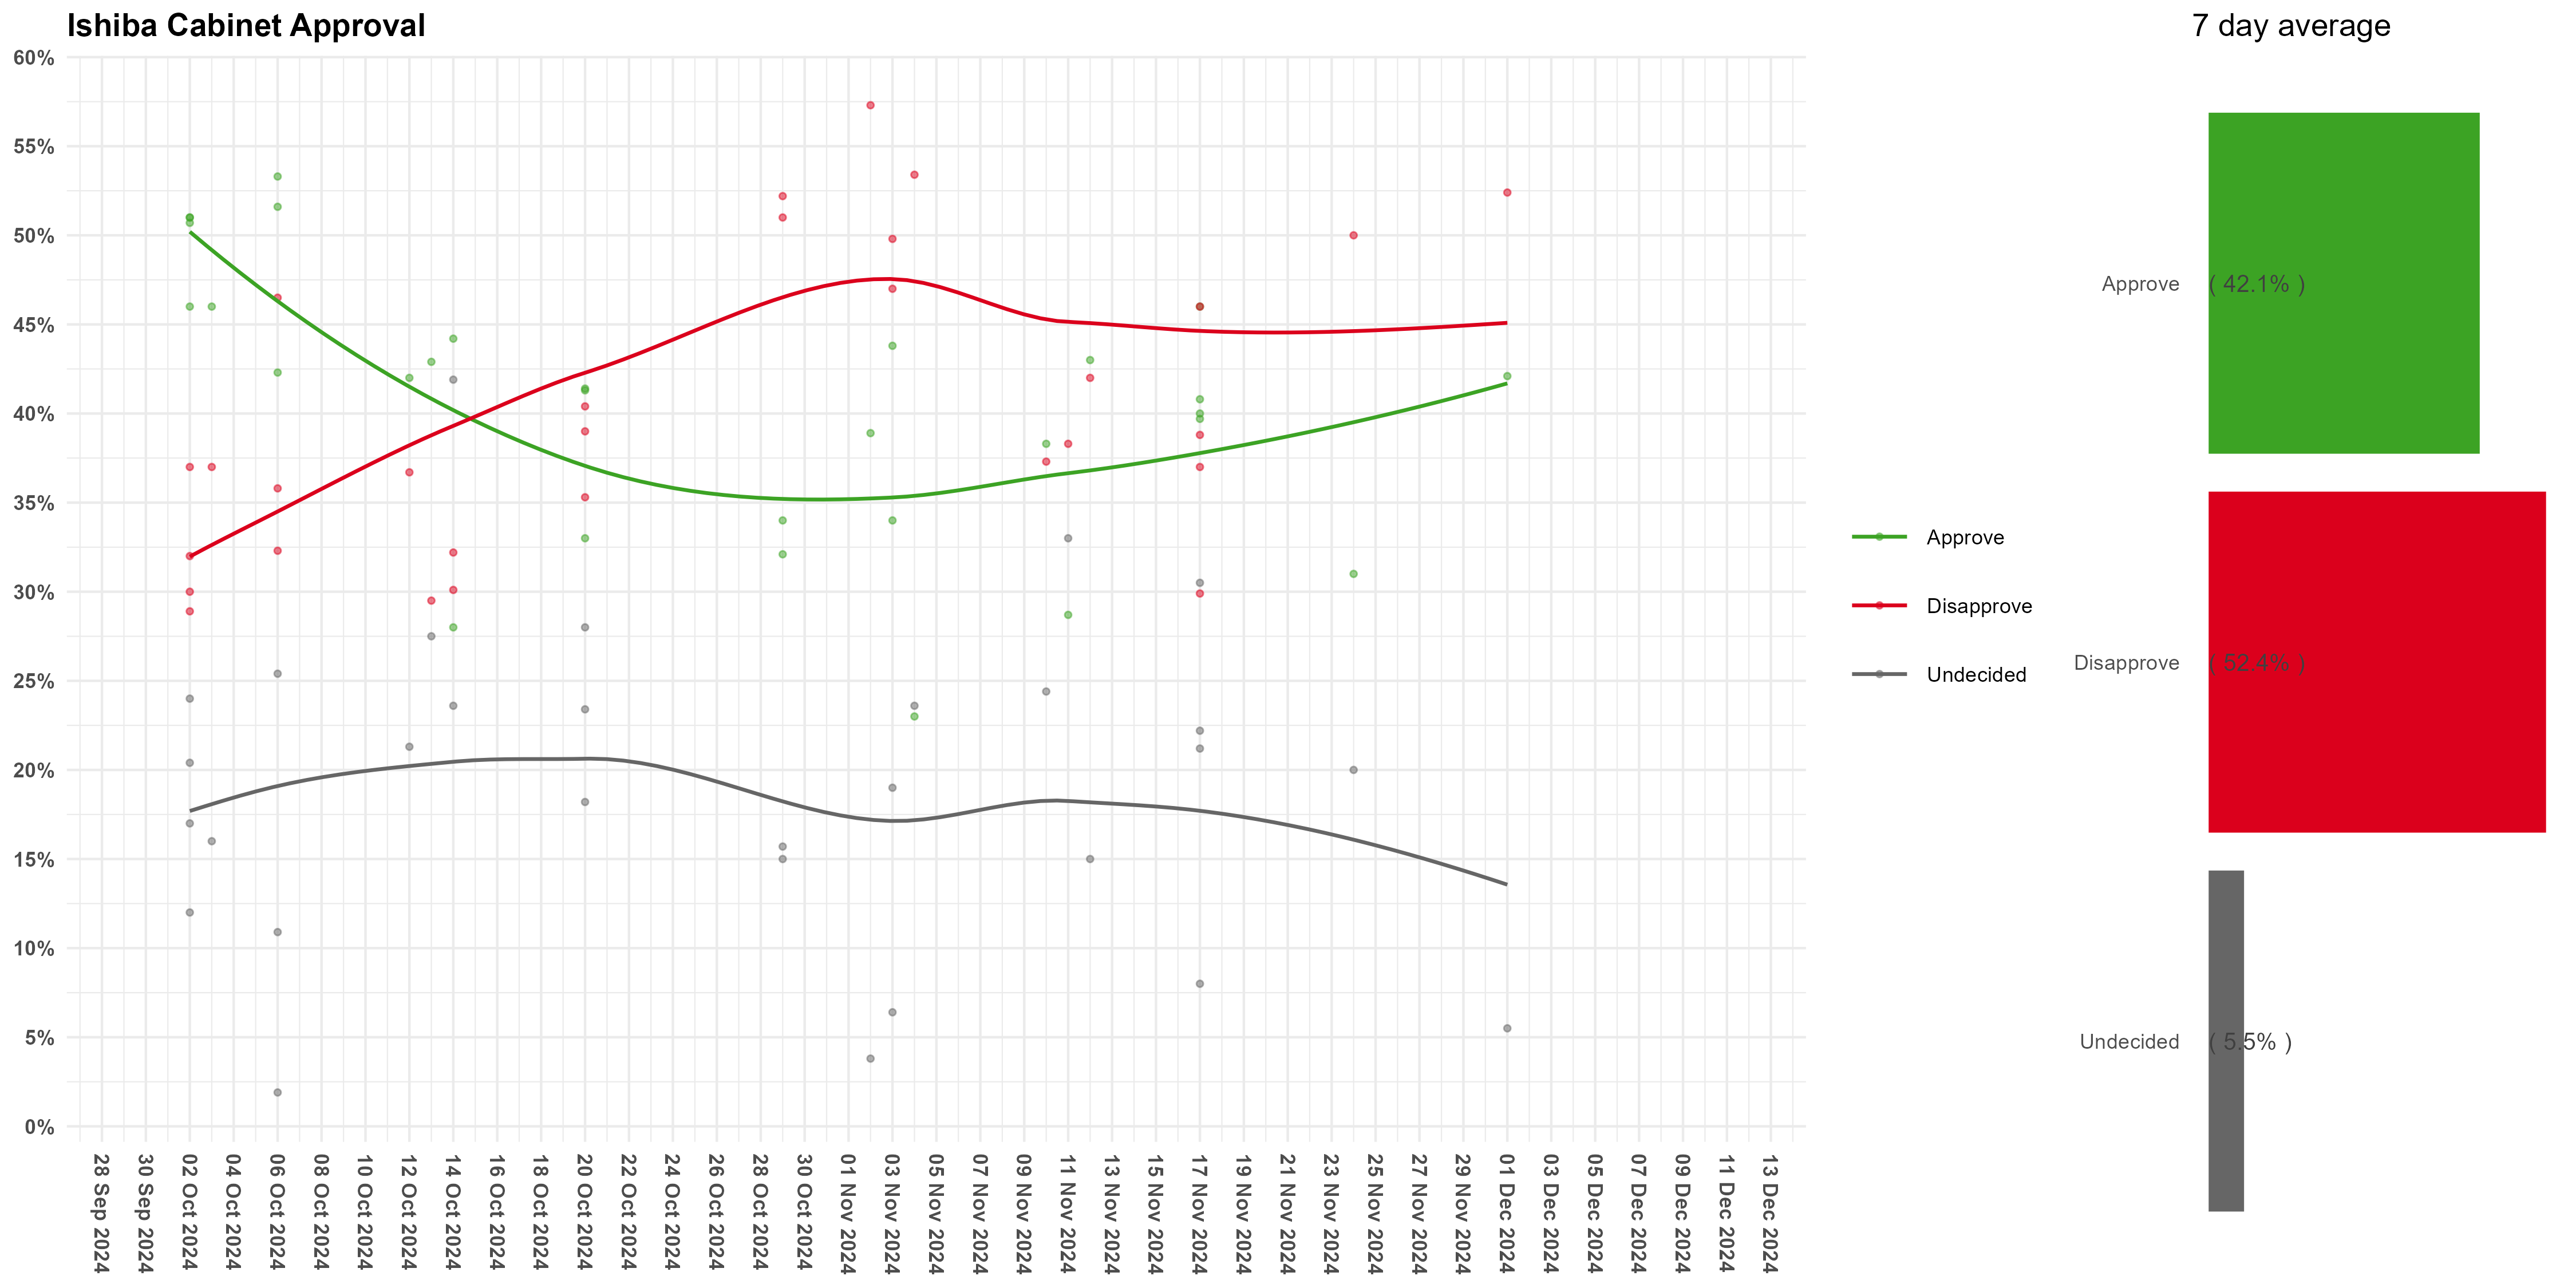 Ishiba Cabinet Approval
7 day average
60%
55%
50%
45%
40%
35%
30%
25%
20%
15%
10%
5%
0%
28 Sep 2024
30 Sep 2024
02 Oct 2024
04 Oct 2024
06 Oct 2024
08 Oct 2024
10 Oct 2024
12 Oct 2024
14 Oct 2024
16 Oct 2024
18 Oct 2024
20 Oct 2024
22 Oct 2024
24 Oct 2024
26 Oct 2024
28 Oct 2024
30 Oct 2024
01 Nov 2024
03 Nov 2024
05 Nov 2024
07 Nov 2024
09 Nov 2024
11 Nov 2024
13 Nov 2024
15 Nov 2024
17 Nov 2024
19 Nov 2024
21 Nov 2024
23 Nov 2024
25 Nov 2024
27 Nov 2024
29 Nov 2024
01 Dec 2024
03 Dec 2024
05 Dec 2024
07 Dec 2024
09 Dec 2024
11 Dec 2024
13 Dec 2024
Approve
Disapprove
Undecided
Approve ( 42.1% )
Disapprove ( 52.4% )
Undecided ( 5.5% )